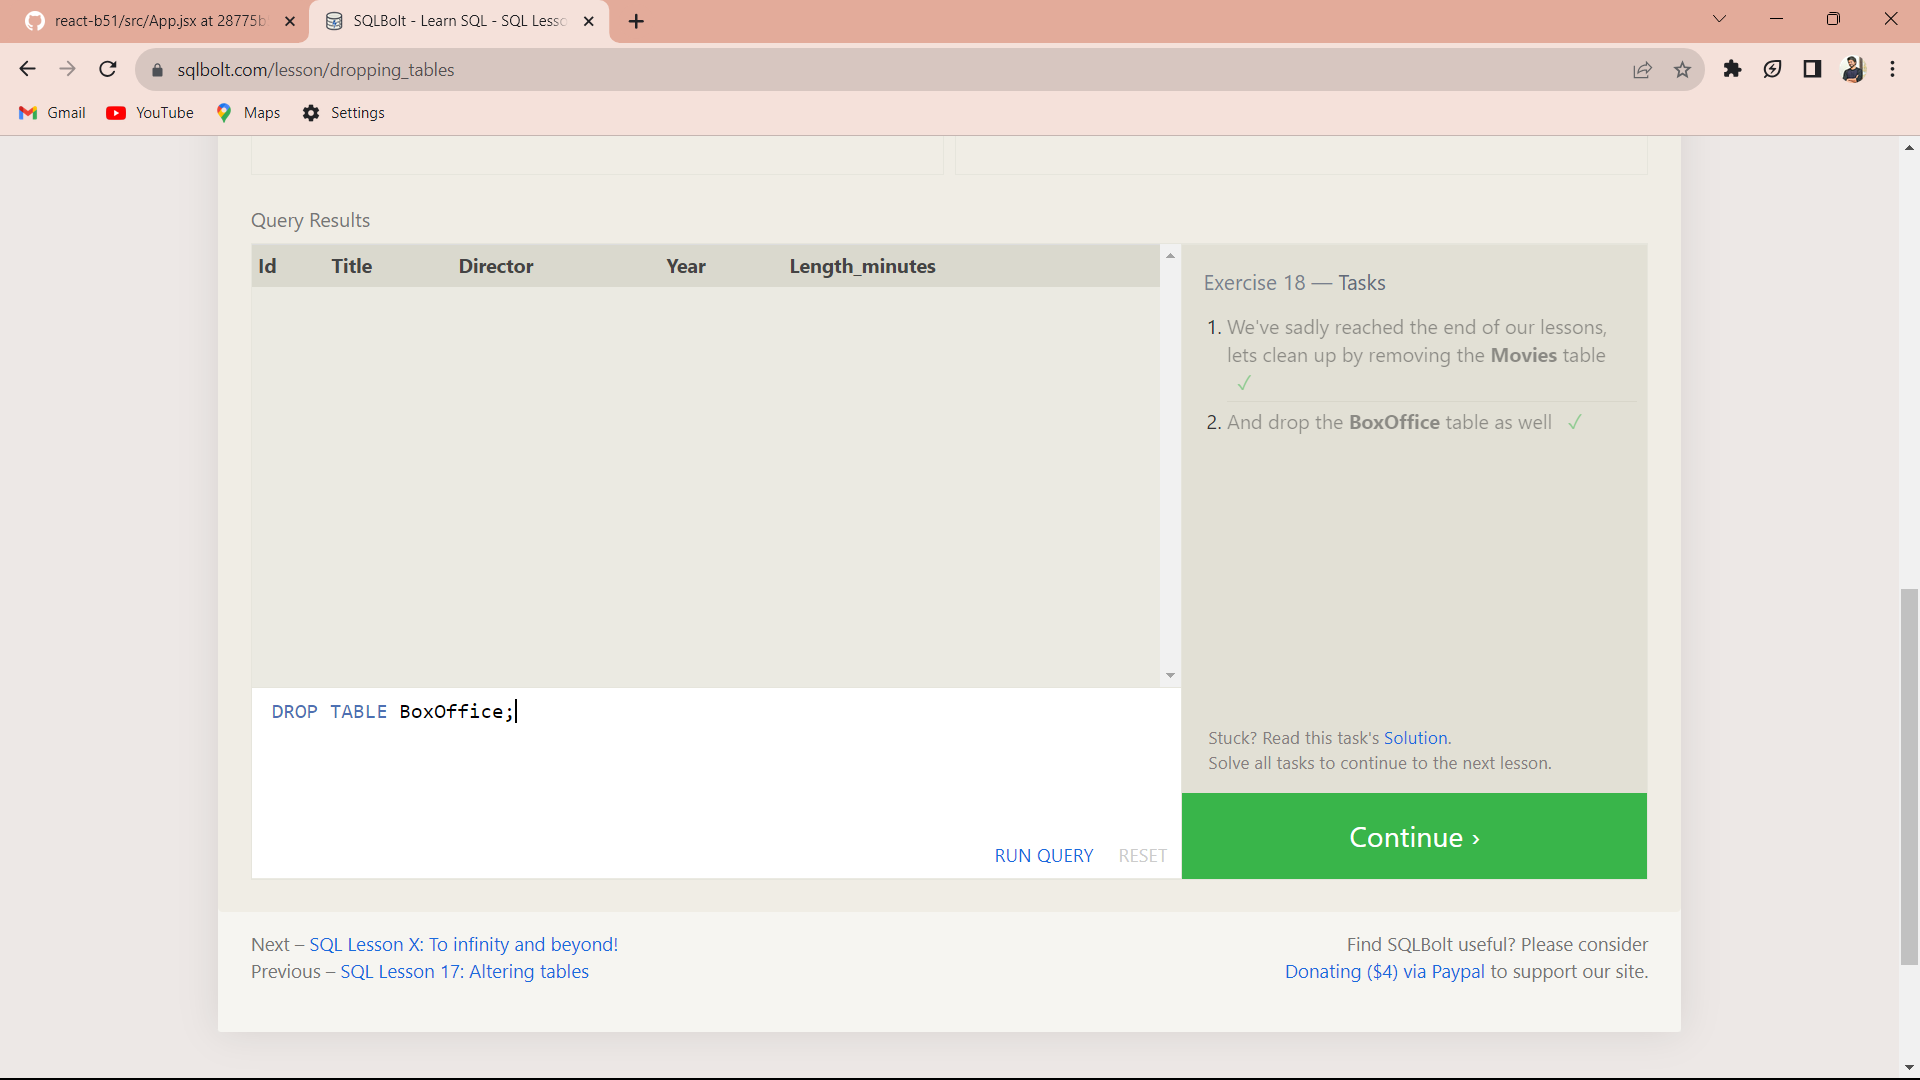 react-b51/src/App.jsx at 28775b
SQLBolt - Learn SQL - SQL Lesso
sqlbolt.com/lesson/dropping_tables
Gmail YouTube Maps Settings
Query Results
Id Title Director Year Length_minutes
Exercise 18 — Tasks
1. We've sadly reached the end of our lessons,
lets clean up by removing the Movies table
✓
2. And drop the BoxOffice table as well ✓
DROP TABLE BoxOffice;
Stuck? Read this task's Solution.
Solve all tasks to continue to the next lesson.
RUN QUERY RESET
Continue ›
Next – SQL Lesson X: To infinity and beyond!
Previous – SQL Lesson 17: Altering tables
Find SQLBolt useful? Please consider
Donating ($4) via Paypal to support our site.